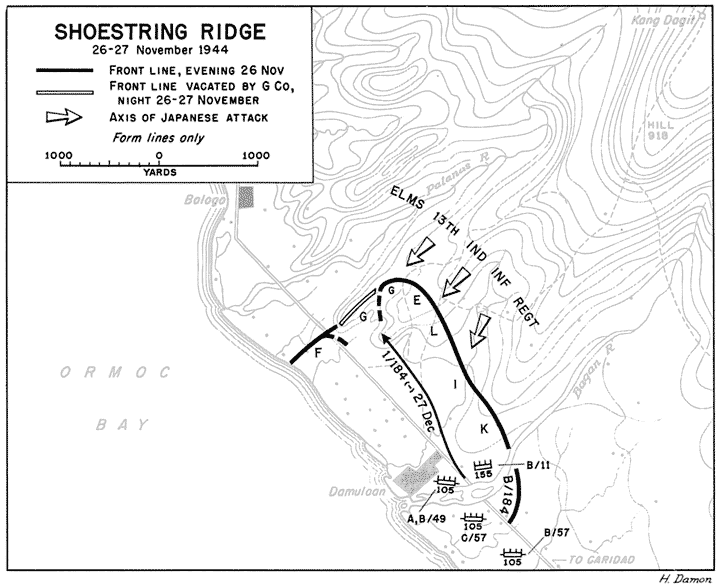 SHOESTRING RIDGE
26-27 November 1944
FRONT LINE, EVENING 26 NOV
FRONT LINE VACATED BY G CO,
NIGHT 26-27 NOVEMBER
AXIS OF JAPANESE ATTACK
Form lines only
1000 0 1000
YARDS
Kang Dagit
HILL
918
Palanas R
Balogo
ELMS 13TH IND INF REGT
G
E
G
L
F
1/184 (-) 27 Dec
I
ORMOC
BAY
K
Bagan R
155
B/11
B/184
Damulaan
105
A,B/49
105
C/57
B/57
105
TO CARIDAD
H. Damon